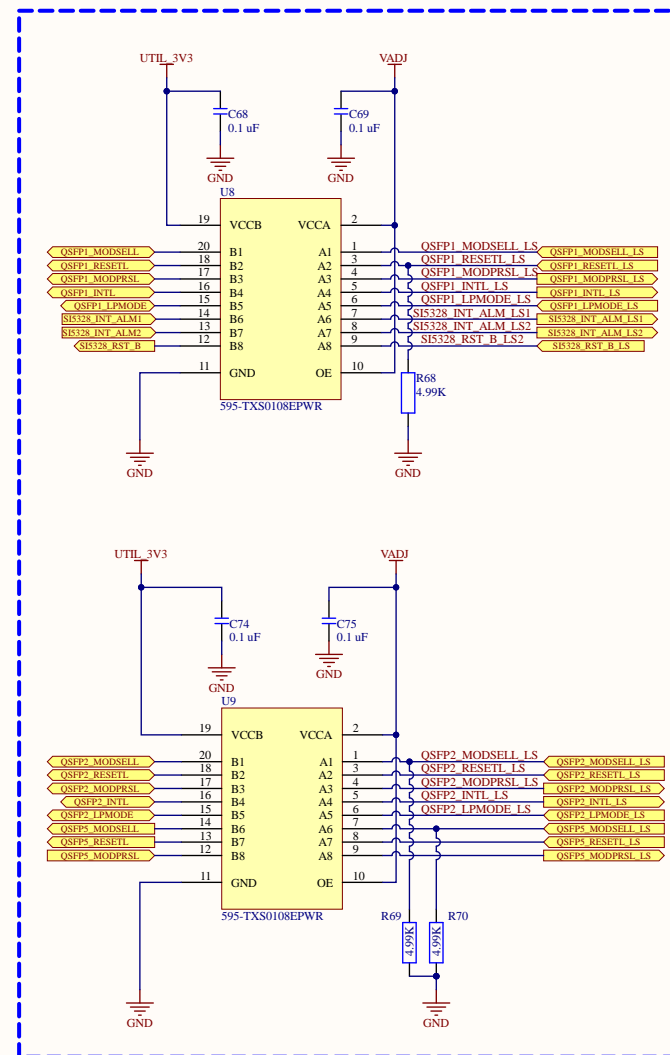 UTIL_3V3 VADJ
C68 0.1 uF C69 0.1 uF
GND GND
U8
19 VCCB VCCA 2
QSFP1_MODSELL 20 B1 A1 1 QSFP1_MODSELL_LS QSFP1_MODSELL_LS
QSFP1_RESETL 18 B2 A2 3 QSFP1_RESETL_LS QSFP1_RESETL_LS
QSFP1_MODPRSL 17 B3 A3 4 QSFP1_MODPRSL_LS QSFP1_MODPRSL_LS
QSFP1_INTL 16 B4 A4 5 QSFP1_INTL_LS QSFP1_INTL_LS
QSFP1_LPMODE 15 B5 A5 6 QSFP1_LPMODE_LS QSFP1_LPMODE_LS
SI5328_INT_ALM1 14 B6 A6 7 SI5328_INT_ALM_LS1 SI5328_INT_ALM_LS1
SI5328_INT_ALM2 13 B7 A7 8 SI5328_INT_ALM_LS2 SI5328_INT_ALM_LS2
SI5328_RST_B 12 B8 A8 9 SI5328_RST_B_LS2 SI5328_RST_B_LS
11 GND OE 10
R68
4.99K
595-TXS0108EPWR
GND GND
UTIL_3V3 VADJ
C74 0.1 uF C75 0.1 uF
GND GND
U9
19 VCCB VCCA 2
QSFP2_MODSELL 20 B1 A1 1 QSFP2_MODSELL_LS QSFP2_MODSELL_LS
QSFP2_RESETL 18 B2 A2 3 QSFP2_RESETL_LS QSFP2_RESETL_LS
QSFP2_MODPRSL 17 B3 A3 4 QSFP2_MODPRSL_LS QSFP2_MODPRSL_LS
QSFP2_INTL 16 B4 A4 5 QSFP2_INTL_LS QSFP2_INTL_LS
QSFP2_LPMODE 15 B5 A5 6 QSFP2_LPMODE_LS QSFP2_LPMODE_LS
QSFP5_MODSELL 14 B6 A6 7 QSFP5_MODSELL_LS
QSFP5_RESETL 13 B7 A7 8 QSFP5_RESETL_LS
QSFP5_MODPRSL 12 B8 A8 9 QSFP5_MODPRSL_LS
11 GND OE 10
595-TXS0108EPWR R69 R70
4.99K 4.99K
GND GND